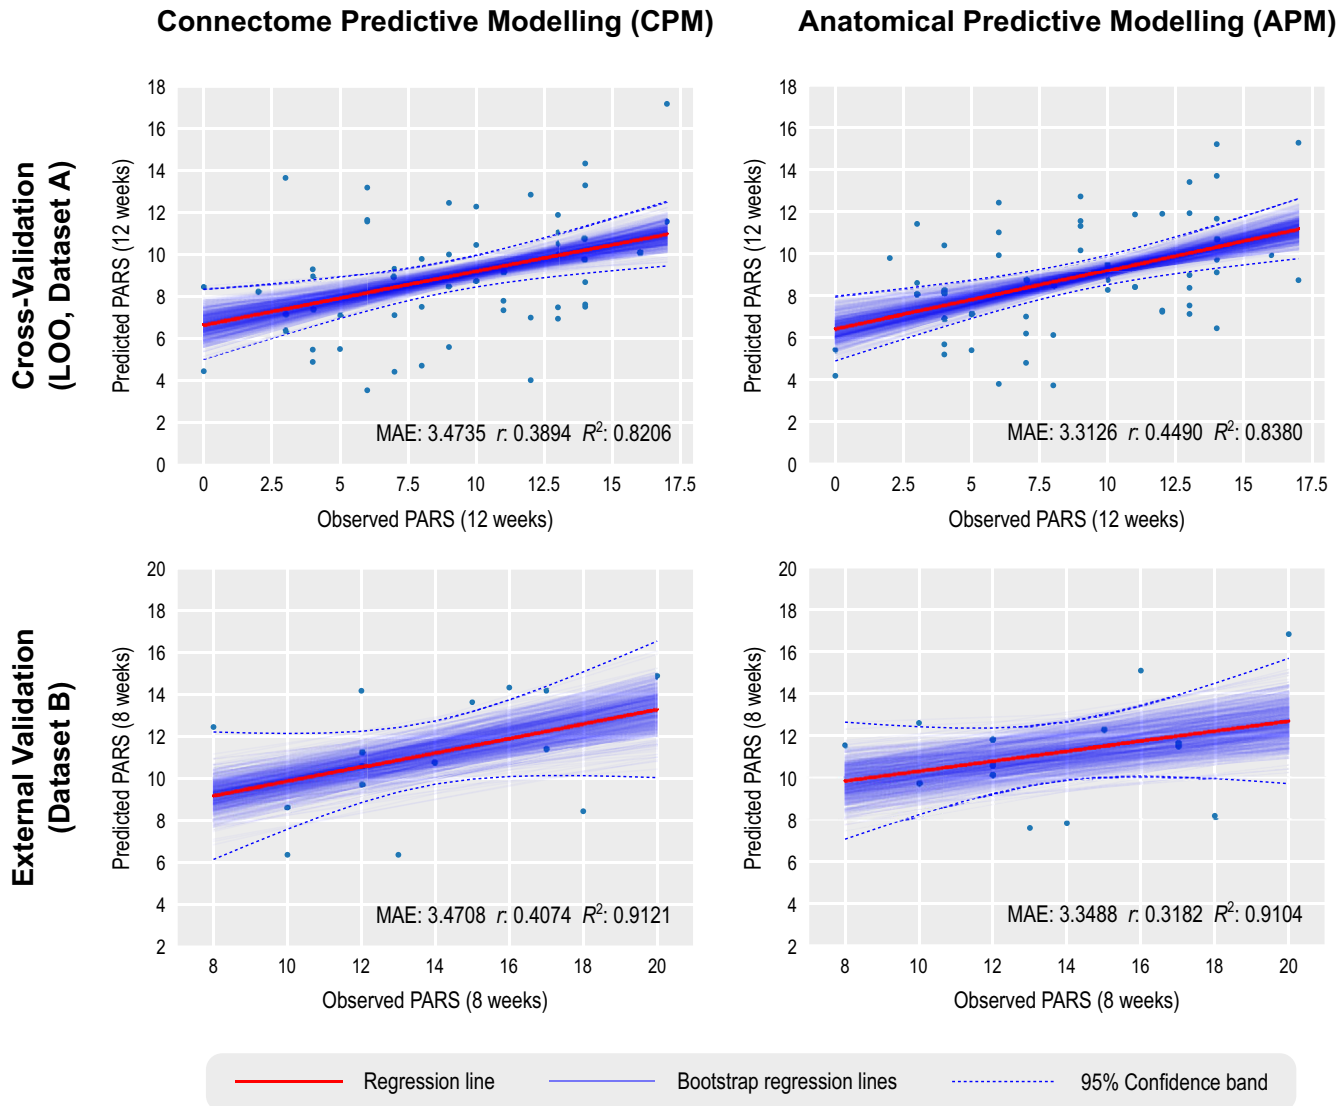 Connectome Predictive Modelling (CPM)
Anatomical Predictive Modelling (APM)
Cross-Validation
(LOO, Dataset A)
Predicted PARS (12 weeks)
18
16
14
12
10
8
6
4
2
0
MAE: 3.4735 r: 0.3894 R²: 0.8206
0 2.5 5 7.5 10 12.5 15 17.5
Observed PARS (12 weeks)
Predicted PARS (12 weeks)
18
16
14
12
10
8
6
4
2
0
MAE: 3.3126 r: 0.4490 R²: 0.8380
0 2.5 5 7.5 10 12.5 15 17.5
Observed PARS (12 weeks)
External Validation
(Dataset B)
Predicted PARS (8 weeks)
20
18
16
14
12
10
8
6
4
2
MAE: 3.4708 r: 0.4074 R²: 0.9121
8 10 12 14 16 18 20
Observed PARS (8 weeks)
Predicted PARS (8 weeks)
20
18
16
14
12
10
8
6
4
2
MAE: 3.3488 r: 0.3182 R²: 0.9104
8 10 12 14 16 18 20
Observed PARS (8 weeks)
Regression line
Bootstrap regression lines
95% Confidence band